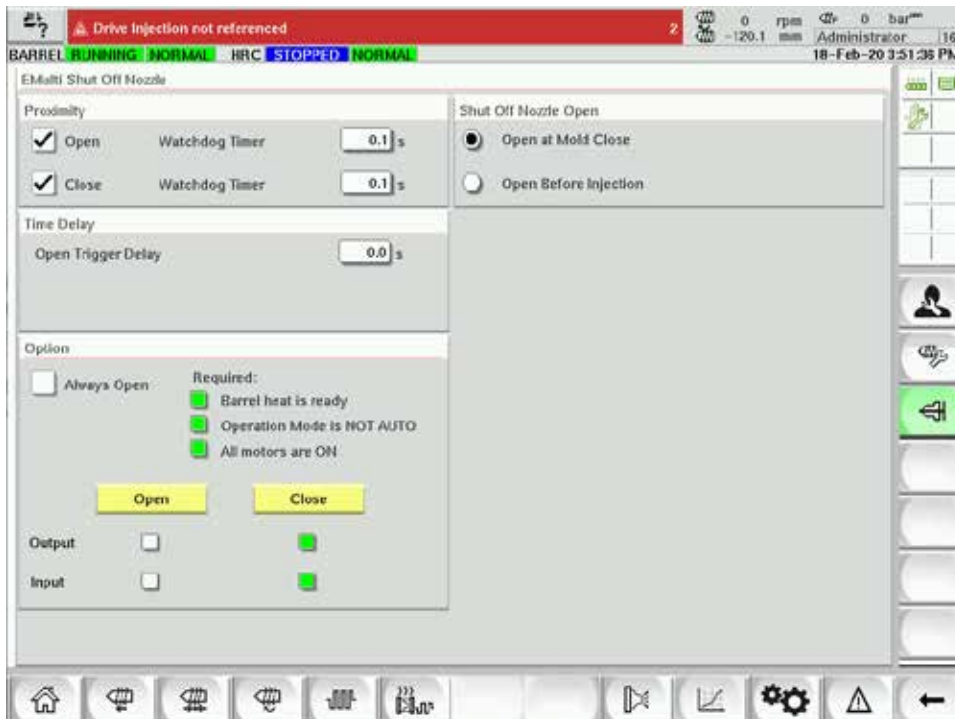 Drive Injection not referenced 2
0 rpm 0 bar
-120.1 mm Administrator 16
BARREL RUNNING NORMAL HRC STOPPED NORMAL 18-Feb-20 3:51:36 PM
EMulti Shut Off Nozzle
Proximity
Open Watchdog Timer 0.1 s
Close Watchdog Timer 0.1 s
Shut Off Nozzle Open
Open at Mold Close
Open Before Injection
Time Delay
Open Trigger Delay 0.0 s
Option
Always Open
Required:
Barrel heat is ready
Operation Mode is NOT AUTO
All motors are ON
Open Close
Output
Input